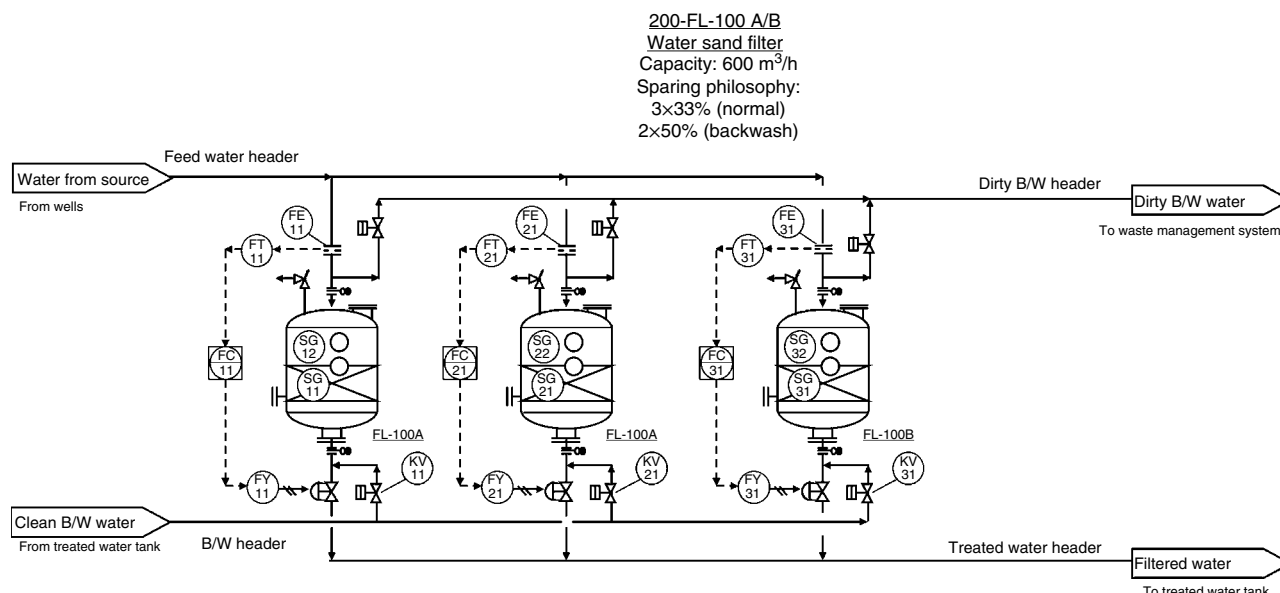 200-FL-100 A/B
Water sand filter
Capacity: 600 m³/h
Sparing philosophy:
3×33% (normal)
2×50% (backwash)
Feed water header
Water from source
From wells
Dirty B/W header
Dirty B/W water
To waste management system
FE
11
FT
11
FE
21
FT
21
FE
31
FT
31
SG
12
SG
11
FC
11
SG
22
SG
21
FC
21
SG
32
SG
31
FC
31
FL-100A
FL-100A
FL-100B
FY
11
KV
11
FY
21
KV
21
FY
31
KV
31
Clean B/W water
From treated water tank
B/W header
Treated water header
Filtered water
To treated water tank